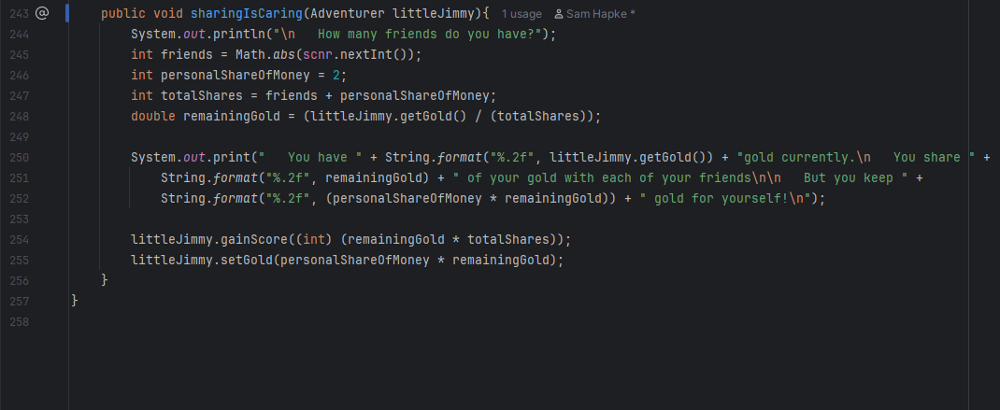 243 @ public void sharingIsCaring(Adventurer littleJimmy){ 1 usage Sam Hapke *
244 System.out.println("\n   How many friends do you have?");
245 int friends = Math.abs(scnr.nextInt());
246 int personalShareOfMoney = 2;
247 int totalShares = friends + personalShareOfMoney;
248 double remainingGold = (littleJimmy.getGold() / (totalShares));
249
250 System.out.print("   You have " + String.format("%.2f", littleJimmy.getGold()) + "gold currently.\n   You share " +
251 String.format("%.2f", remainingGold) + " of your gold with each of your friends\n\n   But you keep " +
252 String.format("%.2f", (personalShareOfMoney * remainingGold)) + " gold for yourself!\n");
253
254 littleJimmy.gainScore((int) (remainingGold * totalShares));
255 littleJimmy.setGold(personalShareOfMoney * remainingGold);
256 }
257 }
258